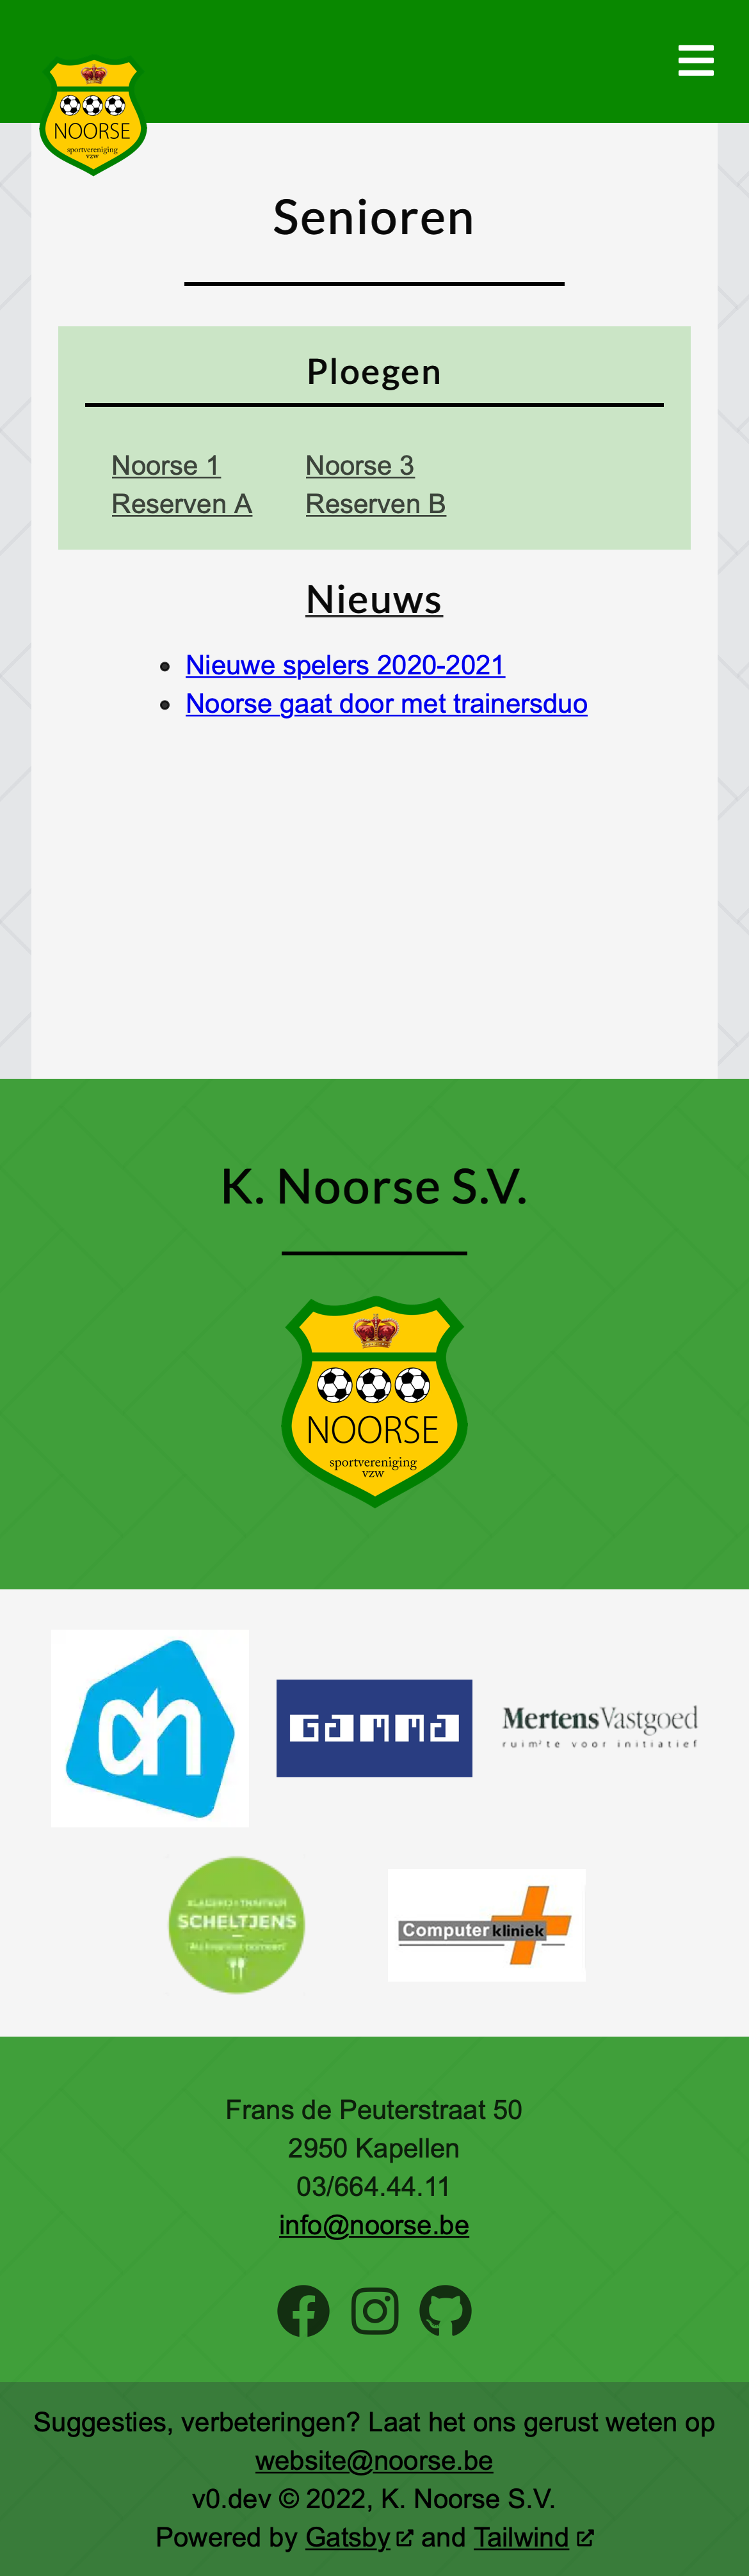 NOORSE
sportvereniging
vzw
Senioren
Ploegen
Noorse 1 Noorse 3
Reserven A Reserven B
Nieuws
Nieuwe spelers 2020-2021
Noorse gaat door met trainersduo
K. Noorse S.V.
NOORSE
sportvereniging
vzw
GAMMA
MertensVastgoed
ruim²te voor initiatief
SCHELTJENS
Computerkliniek
Frans de Peuterstraat 50
2950 Kapellen
03/664.44.11
info@noorse.be
Suggesties, verbeteringen? Laat het ons gerust weten op
website@noorse.be
v0.dev © 2022, K. Noorse S.V.
Powered by Gatsby and Tailwind